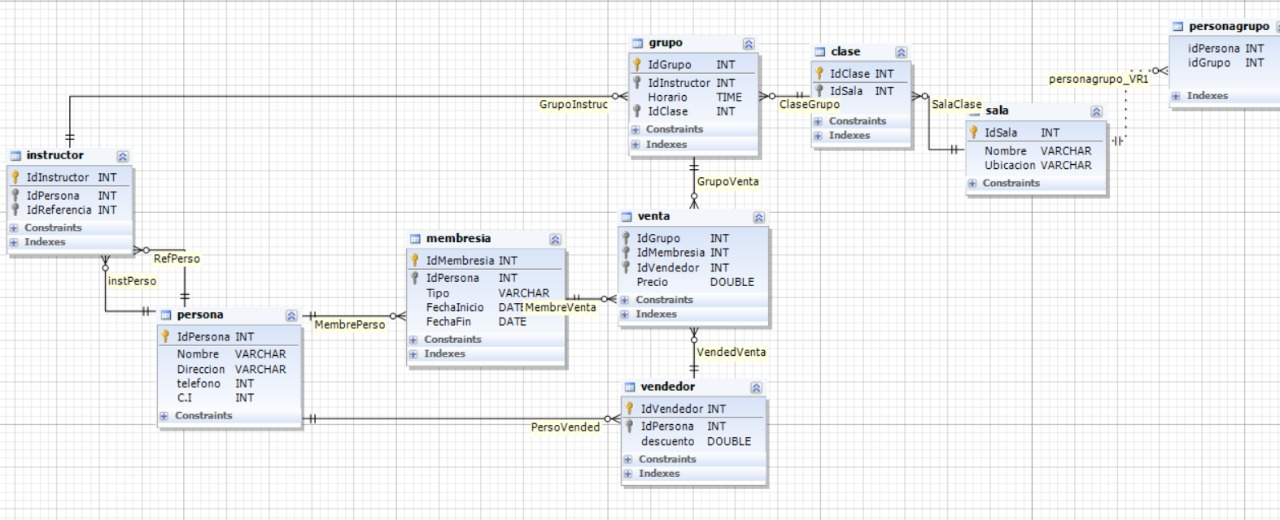 personagrupo
idPersona INT
idGrupo INT
Indexes
personagrupo_VR1
grupo
IdGrupo INT
IdInstructor INT
Horario TIME
IdClase INT
Constraints
Indexes
GrupoInstruc
clase
IdClase INT
IdSala INT
Constraints
Indexes
ClaseGrupo
SalaClase
sala
IdSala INT
Nombre VARCHAR
Ubicacion VARCHAR
Constraints
instructor
IdInstructor INT
IdPersona INT
IdReferencia INT
Constraints
Indexes
RefPerso
instPerso
GrupoVenta
venta
IdGrupo INT
IdMembresia INT
IdVendedor INT
Precio DOUBLE
Constraints
Indexes
membresia
IdMembresia INT
IdPersona INT
Tipo VARCHAR
FechaInicio DATE
FechaFin DATE
Constraints
Indexes
MembreVenta
MembrePerso
persona
IdPersona INT
Nombre VARCHAR
Direccion VARCHAR
telefono INT
C.I INT
Constraints
VendedVenta
PersoVended
vendedor
IdVendedor INT
IdPersona INT
descuento DOUBLE
Constraints
Indexes